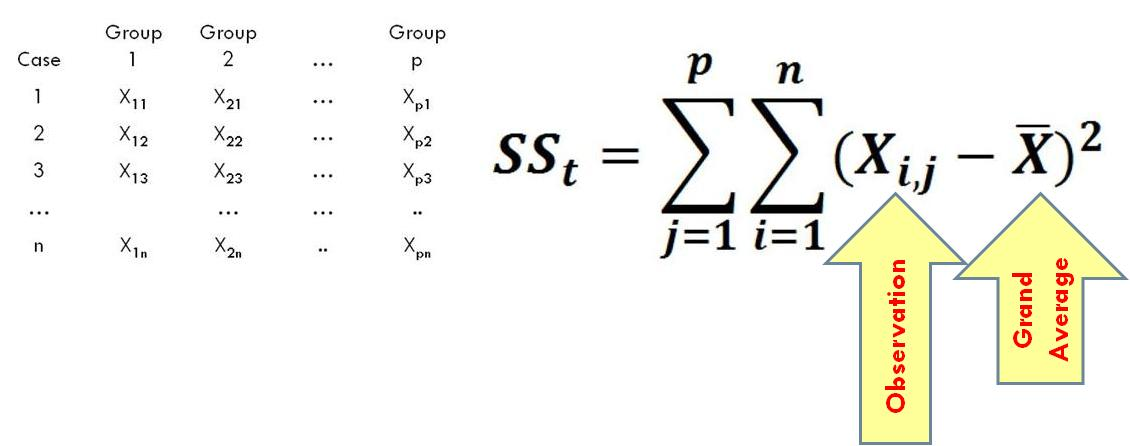 Group Group Group
Case 1 2 ... p
1 X₁₁ X₂₁ ... Xₚ₁
2 X₁₂ X₂₂ ... Xₚ₂
3 X₁₃ X₂₃ ... Xₚ₃
... ... ... ..
n X₁ₙ X₂ₙ .. Xₚₙ
p n
SSₜ = ∑ ∑ (Xᵢ,ⱼ − X̅)²
j=1 i=1
Observation
Grand
Average